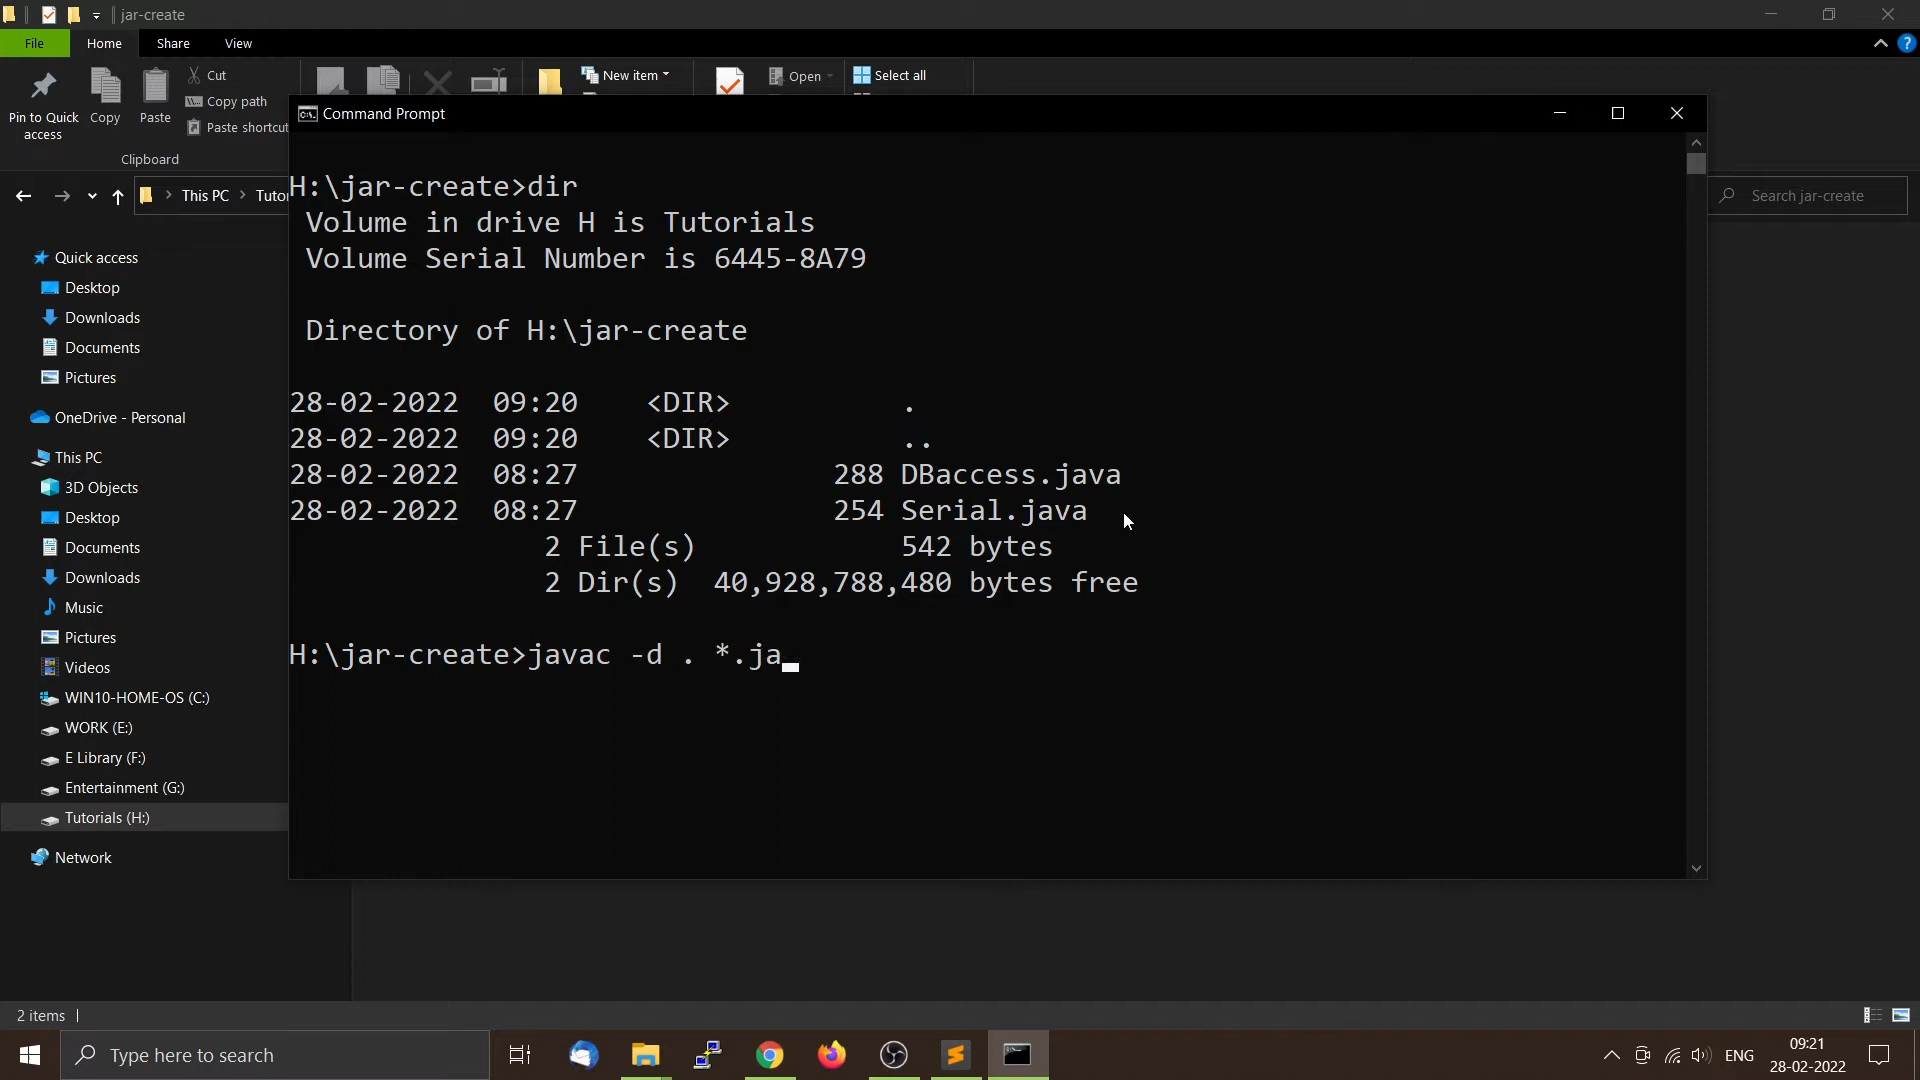 jar-create
File Home Share View
Pin to Quick access
Copy
Paste
Cut
Copy path
Paste shortcut
Clipboard
New item
Open
Select all
This PC > Tuto
Search jar-create
Command Prompt
H:\jar-create>dir
Volume in drive H is Tutorials
Volume Serial Number is 6445-8A79
Directory of H:\jar-create
28-02-2022 09:20 <DIR> .
28-02-2022 09:20 <DIR> ..
28-02-2022 08:27 288 DBaccess.java
28-02-2022 08:27 254 Serial.java
2 File(s) 542 bytes
2 Dir(s) 40,928,788,480 bytes free
H:\jar-create>javac -d . *.ja
Quick access
Desktop
Downloads
Documents
Pictures
OneDrive - Personal
This PC
3D Objects
Desktop
Documents
Downloads
Music
Pictures
Videos
WIN10-HOME-OS (C:)
WORK (E:)
E Library (F:)
Entertainment (G:)
Tutorials (H:)
Network
2 items
Type here to search
ENG
09:21
28-02-2022